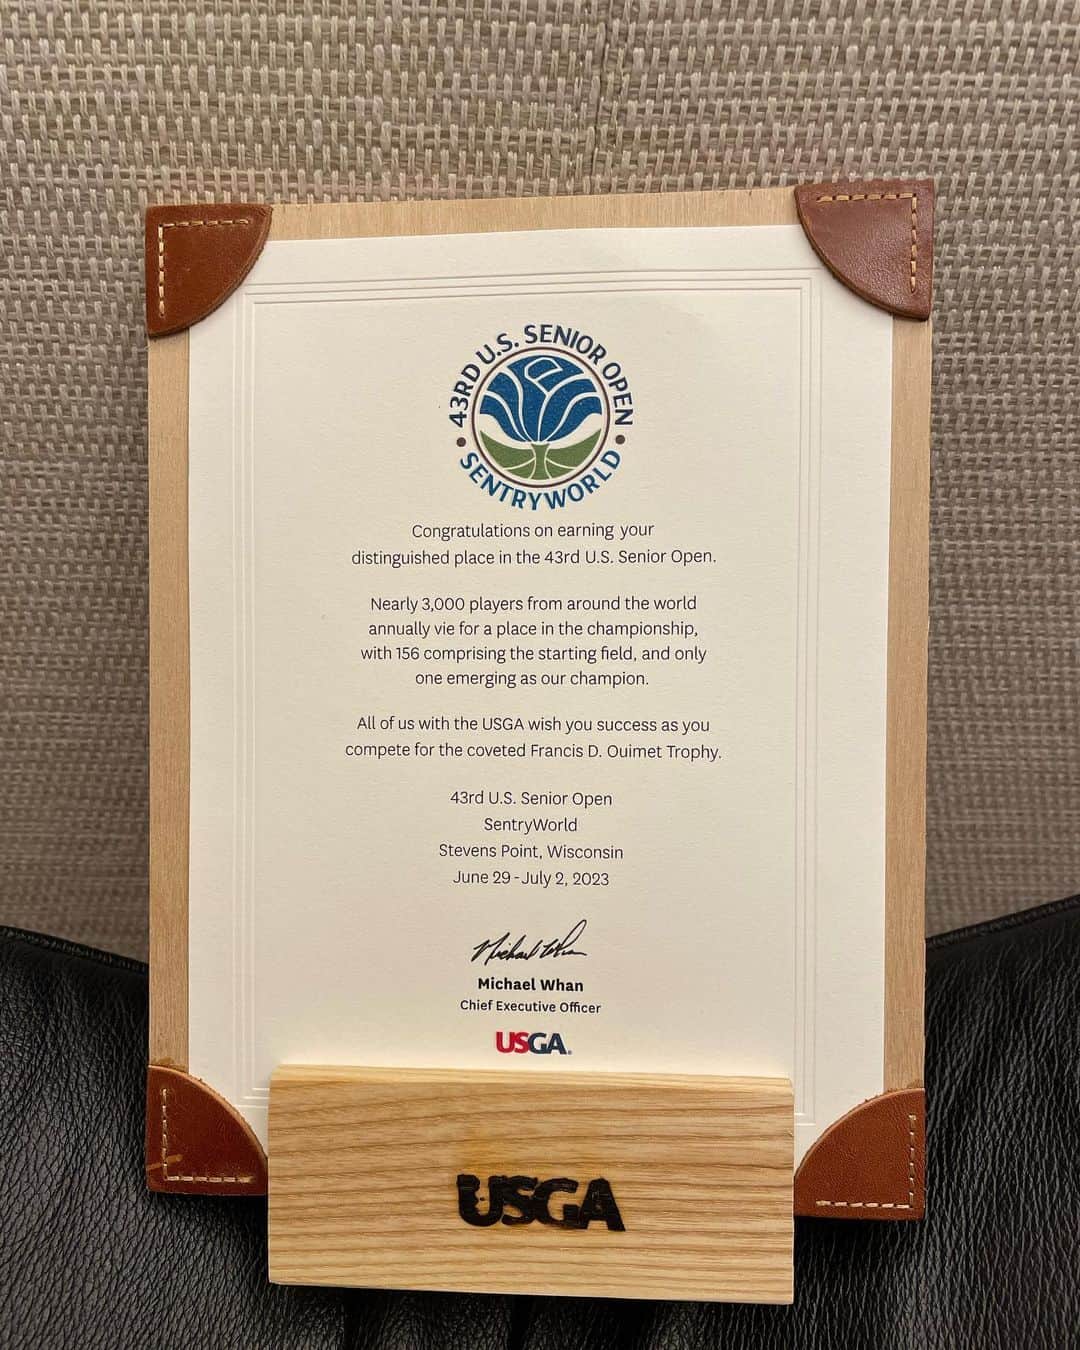 43RD U.S. SENIOR OPEN
• SENTRYWORLD •
Congratulations on earning your
distinguished place in the 43rd U.S. Senior Open.
Nearly 3,000 players from around the world
annually vie for a place in the championship,
with 156 comprising the starting field, and only
one emerging as our champion.
All of us with the USGA wish you success as you
compete for the coveted Francis D. Ouimet Trophy.
43rd U.S. Senior Open
SentryWorld
Stevens Point, Wisconsin
June 29 - July 2, 2023
Michael Whan
Michael Whan
Chief Executive Officer
USGA.
USGA